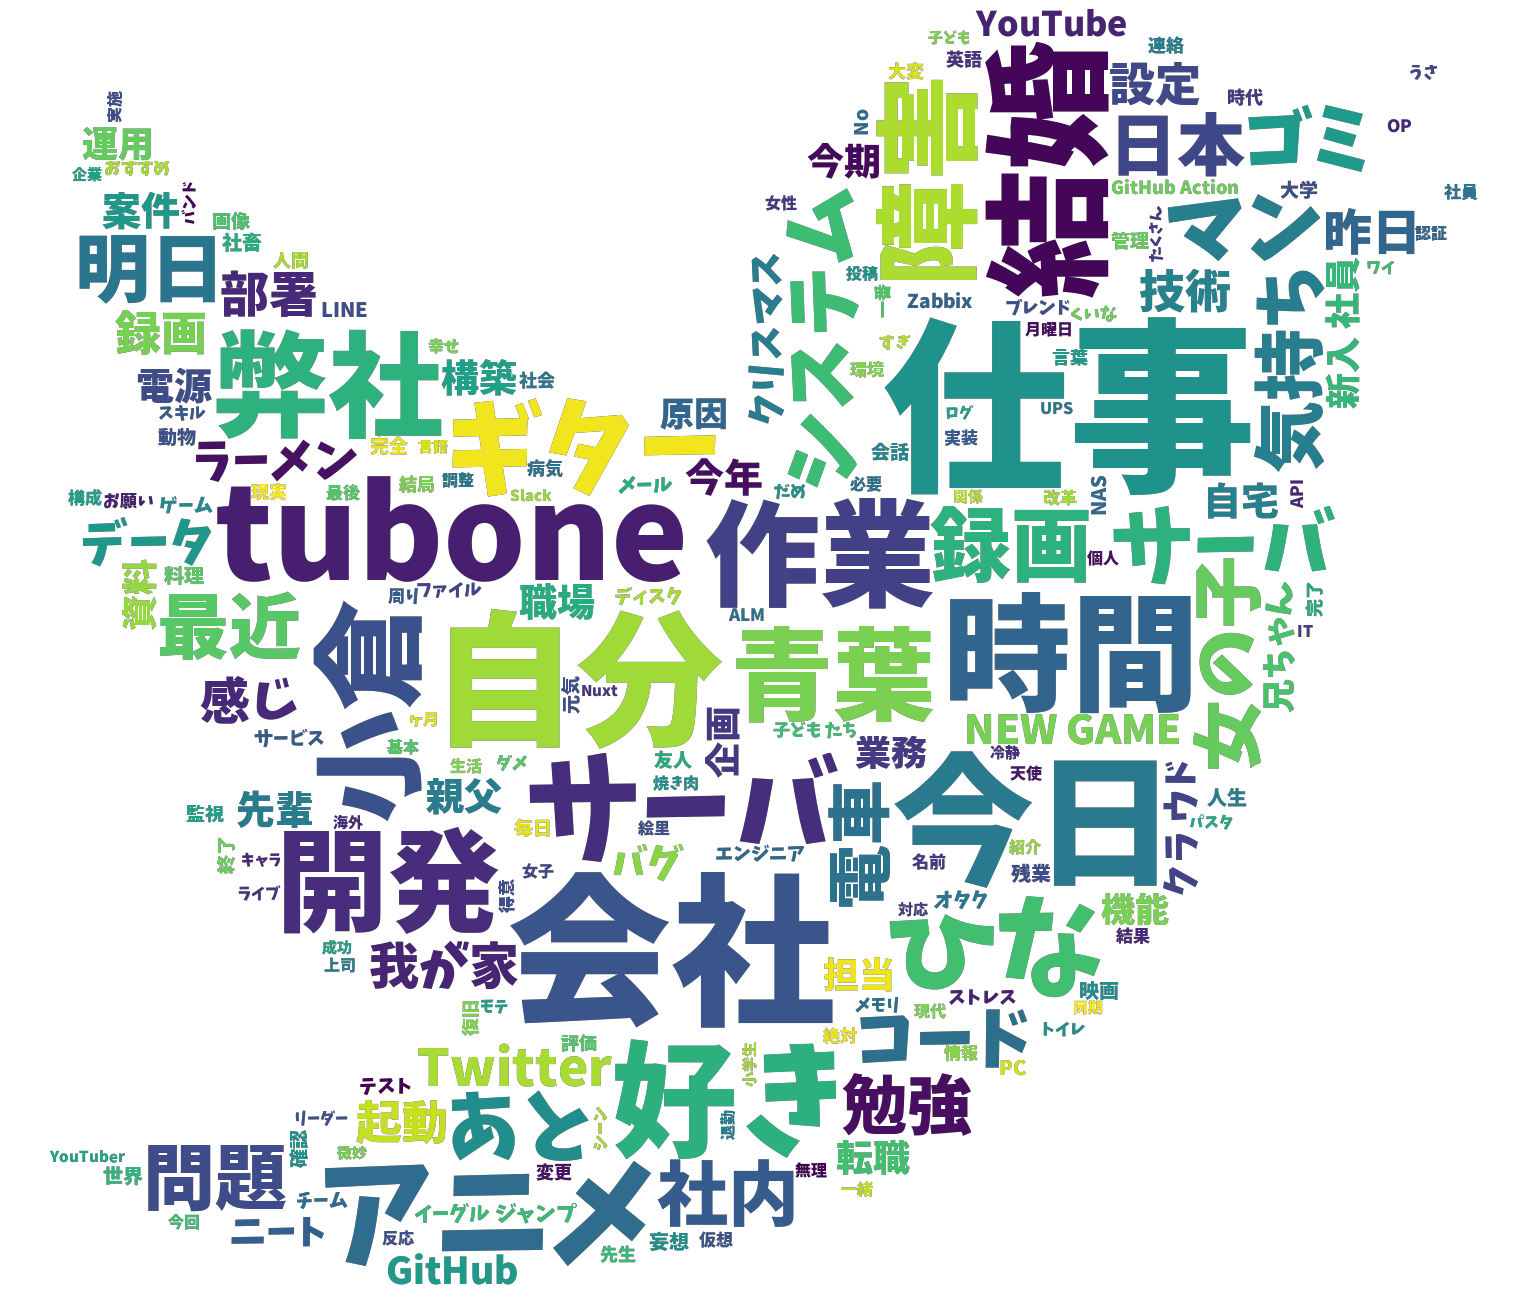 YouTube
子ども
英語
連絡
大変
結婚
設定
時代
うさ
実施
運用
おすすめ
企業
No
障害
日本
ゴミ
OP
今期
GitHub Action
大学
社員
案件
バンド
画像
社畜
女性
システム
管理
たくさん
マン
昨日
認証
明日
人間
部署
LINE
クリスマス
投稿
Zabbix
ブレンド
くいな
技術
気持ち
新入社員
ワイ
録画
弊社
幸せ
構築
社会
すぎ
月曜日
言葉
環境
仕事
電源
スキル
動物
ギター
原因
ログ
UPS
実装
ラーメン
完全
言語
病気
会話
現実
最後
結局
調整
Slack
メール
今年
だめ
必要
関係
改革
NAS
自宅
API
構成
お願い
ゲーム
データ
tubone
作業
録画
個人
サーバ
資料
料理
周り
ファイル
職場
ディスク
ALM
時間
女の子
兄ちゃん
完了
IT
最近
小倉
自分
青葉
元気
Nuxt
感じ
ヶ月
企画
子どもたち
NEW GAME
サービス
基本
生活
ダメ
友人
業務
冷静
天使
焼き肉
監視
先輩
海外
親父
毎日
サーバ
絵里
電車
今日
クラウド
人生
パスタ
終了
キャラ
ライブ
開発
女子
得意
バグ
エンジニア
名前
紹介
残業
会社
対応
オタク
ひな
機能
結果
成功
上司
我が家
担当
映画
同期
復旧
モテ
メモリ
現代
ストレス
トイレ
絶対
コード
情報
PC
Twitter
評価
好き
小学生
テスト
リーダー
起動
あと
シーン
退勤
勉強
転職
YouTuber
世界
問題
確認
微妙
アニメ
変更
社内
無理
一緒
今回
ニート
チーム
反応
イーグル ジャンプ
先生
妄想
仮想
GitHub